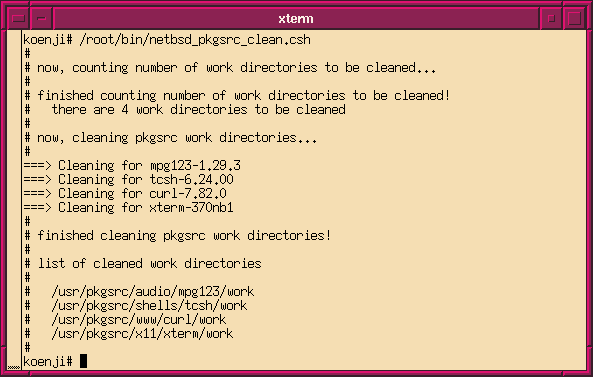 xterm
koenji# /root/bin/netbsd_pkgsrc_clean.csh
#
# now, counting number of work directories to be cleaned...
#
# finished counting number of work directories to be cleaned!
#   there are 4 work directories to be cleaned
#
# now, cleaning pkgsrc work directories...
#
===> Cleaning for mpg123-1.29.3
===> Cleaning for tcsh-6.24.00
===> Cleaning for curl-7.82.0
===> Cleaning for xterm-370nb1
#
# finished cleaning pkgsrc work directories!
#
# list of cleaned work directories
#
#   /usr/pkgsrc/audio/mpg123/work
#   /usr/pkgsrc/shells/tcsh/work
#   /usr/pkgsrc/www/curl/work
#   /usr/pkgsrc/x11/xterm/work
#
koenji#